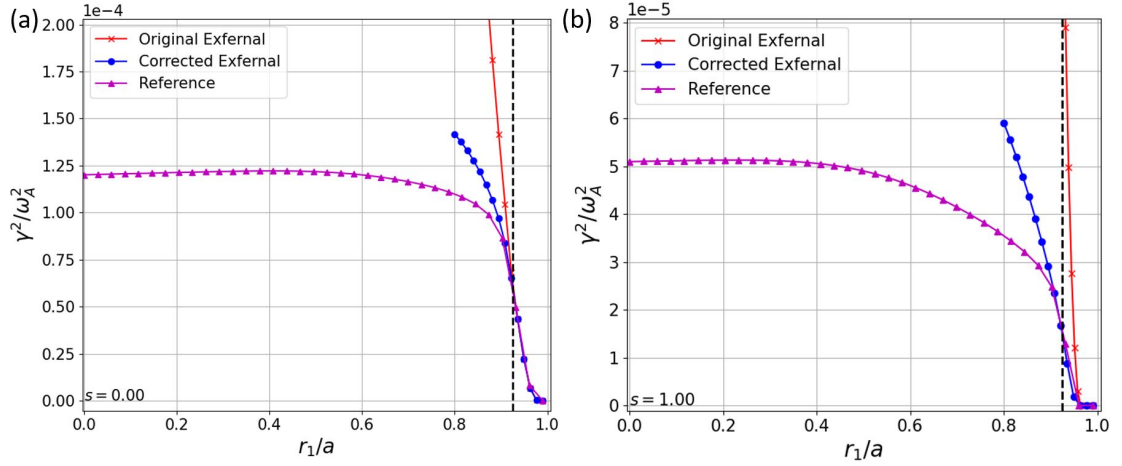 (a)
1e−4
Original Exfernal
Corrected Exfernal
Reference
2.00
1.75
1.50
1.25
1.00
0.75
0.50
0.25
0.00
γ²/ω²_A
s = 0.00
0.0 0.2 0.4 0.6 0.8 1.0
r₁/a
(b)
1e−5
Original Exfernal
Corrected Exfernal
Reference
8
7
6
5
4
3
2
1
0
γ²/ω²_A
s = 1.00
0.0 0.2 0.4 0.6 0.8 1.0
r₁/a